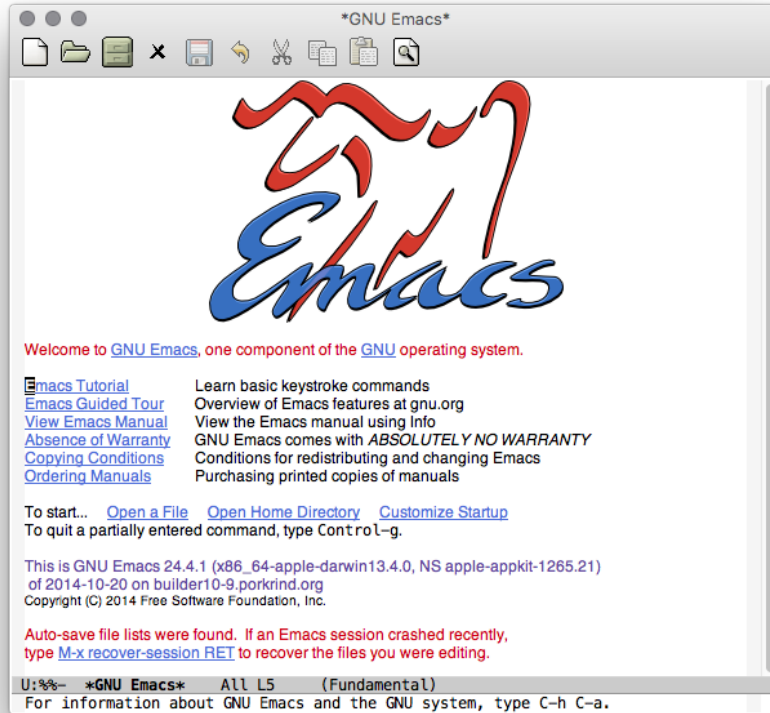 *GNU Emacs*
Emacs
Welcome to GNU Emacs, one component of the GNU operating system.
Emacs Tutorial Learn basic keystroke commands
Emacs Guided Tour Overview of Emacs features at gnu.org
View Emacs Manual View the Emacs manual using Info
Absence of Warranty GNU Emacs comes with ABSOLUTELY NO WARRANTY
Copying Conditions Conditions for redistributing and changing Emacs
Ordering Manuals Purchasing printed copies of manuals
To start... Open a File Open Home Directory Customize Startup
To quit a partially entered command, type Control-g.
This is GNU Emacs 24.4.1 (x86_64-apple-darwin13.4.0, NS apple-appkit-1265.21)
of 2014-10-20 on builder10-9.porkrind.org
Copyright (C) 2014 Free Software Foundation, Inc.
Auto-save file lists were found. If an Emacs session crashed recently,
type M-x recover-session RET to recover the files you were editing.
U:%%- *GNU Emacs* All L5 (Fundamental)
For information about GNU Emacs and the GNU system, type C-h C-a.